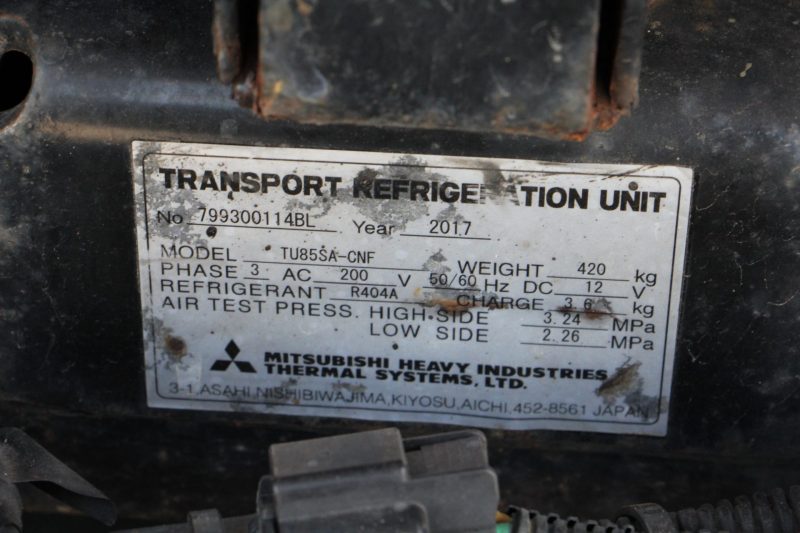 TRANSPORT REFRIGERATION UNIT
No 799300114BL Year 2017
MODEL TU85SA-CNF WEIGHT 420 kg
PHASE 3 AC 200 V 50/60 Hz DC 12 V
REFRIGERANT R404A CHARGE 3.6 kg
AIR TEST PRESS. HIGH-SIDE 3.24 MPa
LOW SIDE 2.26 MPa
MITSUBISHI HEAVY INDUSTRIES
THERMAL SYSTEMS, LTD.
3-1, ASAHI, NISHIBIWAJIMA, KIYOSU, AICHI, 452-8561 JAPAN